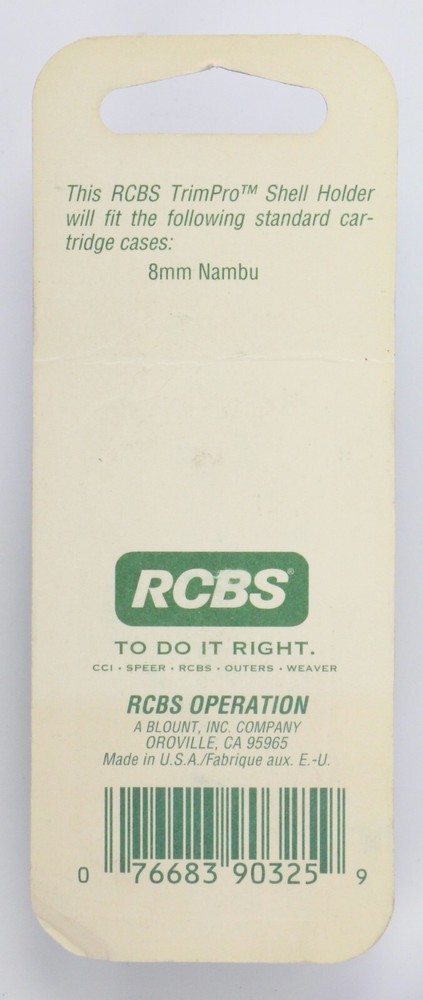 This RCBS TrimPro™ Shell Holder
will fit the following standard car-
tridge cases:
8mm Nambu
RCBS®
TO DO IT RIGHT.
CCI · SPEER · RCBS · OUTERS · WEAVER
RCBS OPERATION
A BLOUNT, INC. COMPANY
OROVILLE, CA 95965
Made in U.S.A./Fabrique aux. E.-U.
0 76683 90325 9